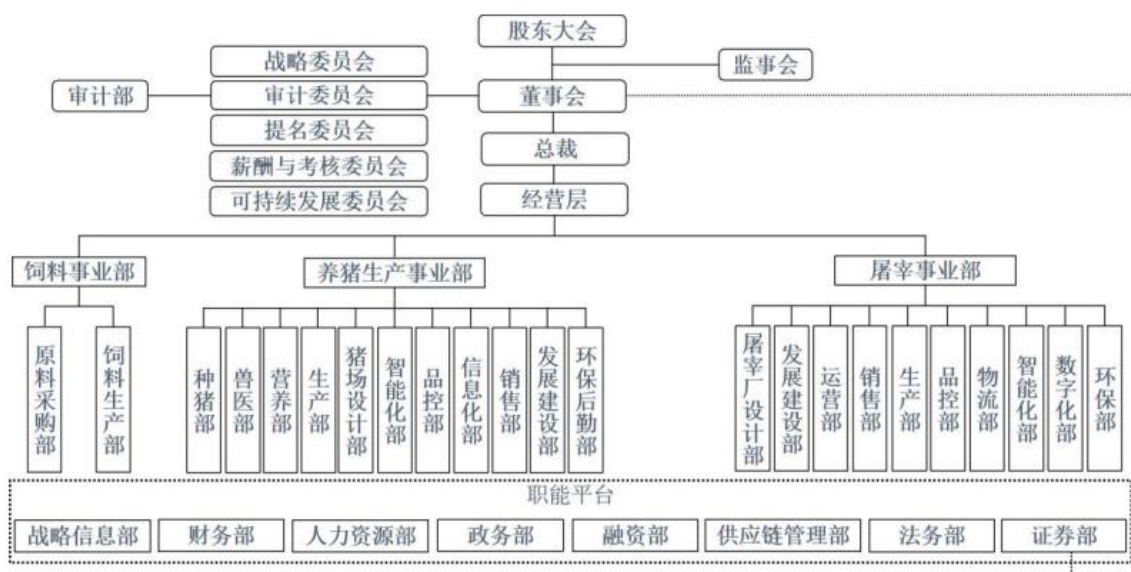 股东大会
战略委员会
监事会
审计部
审计委员会
董事会
提名委员会
总裁
薪酬与考核委员会
可持续发展委员会
经营层
饲料事业部
养猪生产事业部
屠宰事业部
原料采购部
饲料生产部
种猪部
兽医部
营养部
生产部
猪场设计部
智能化部
品控部
信息化部
销售部
发展建设部
环保后勤部
屠宰厂设计部
发展建设部
运营部
销售部
生产部
品控部
物流部
智能化部
数字化部
环保部
职能平台
战略信息部
财务部
人力资源部
政务部
融资部
供应链管理部
法务部
证券部